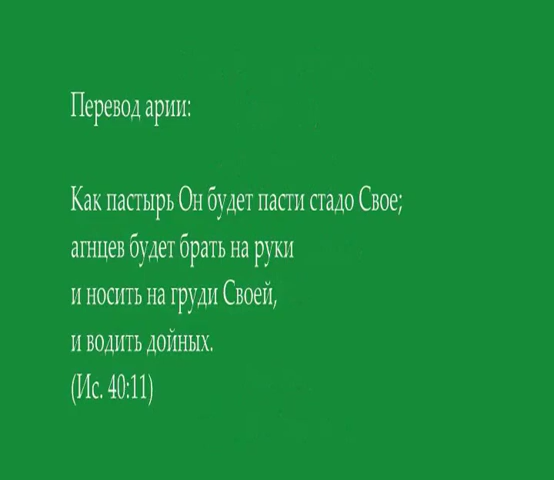 Перевод арии:
Как пастырь Он будет пасти стадо Свое;
агнцев будет брать на руки
и носить на груди Своей,
и водить дойных.
(Ис. 40:11)